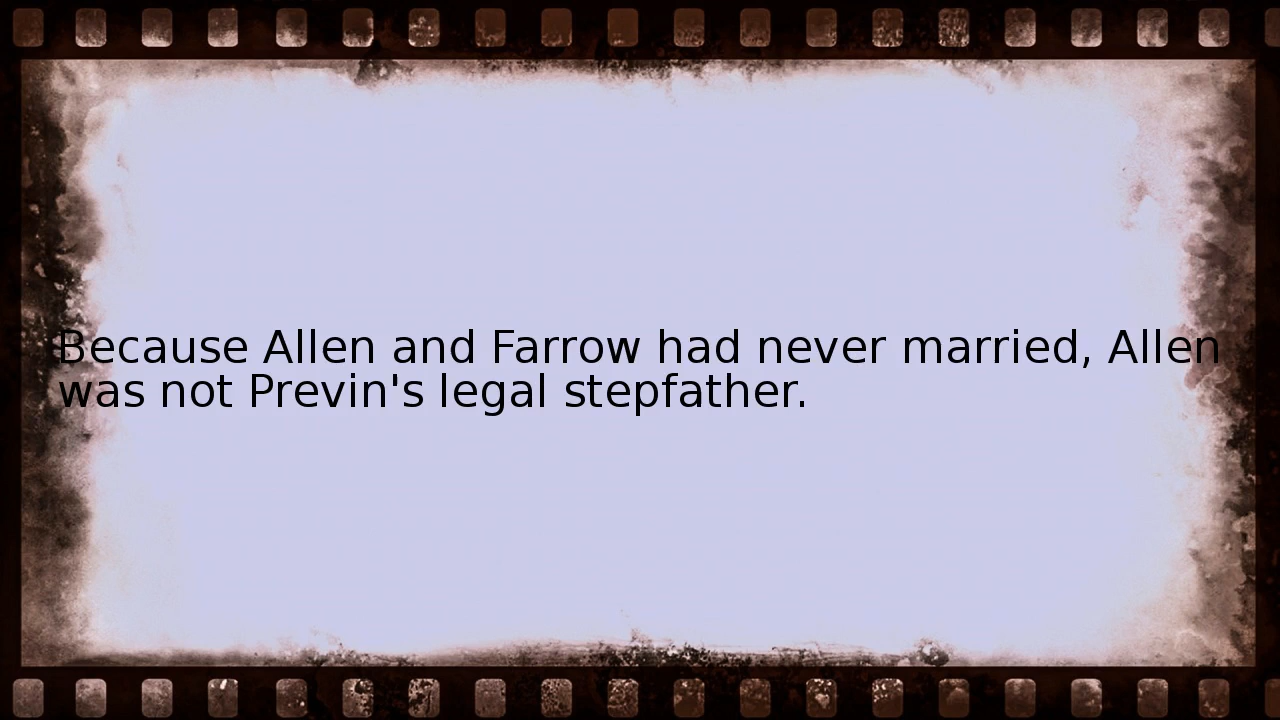 Because Allen and Farrow had never married, Allen
was not Previn's legal stepfather.